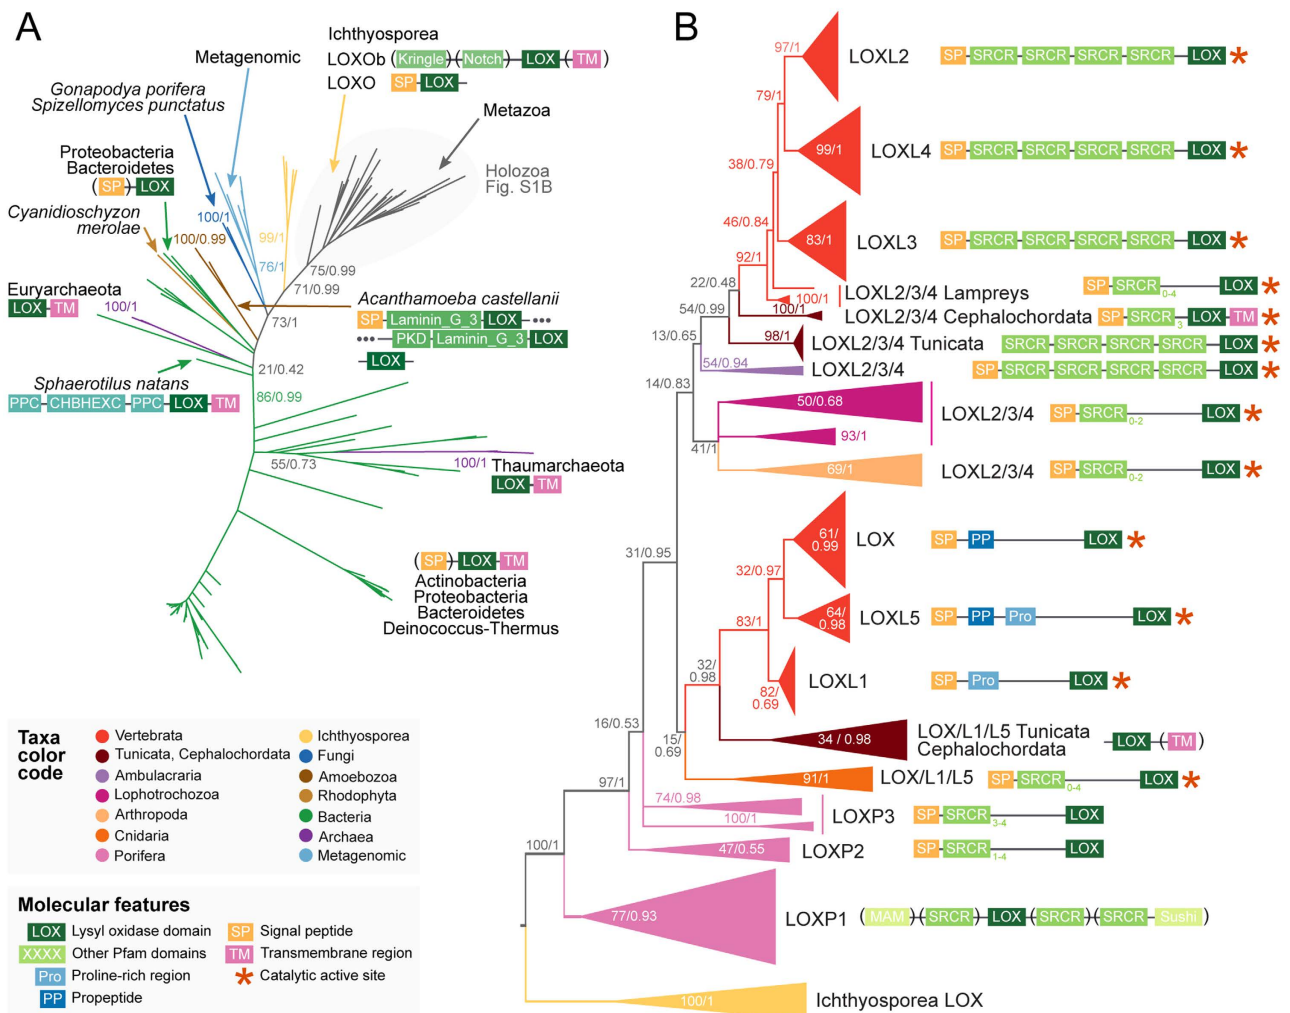 A
Ichthyosporea
LOXOb (Kringle)(Notch) LOX (TM)
LOXO SP LOX
Metagenomic
Gonapodya porifera
Spizellomyces punctatus
Metazoa
Holozoa
Fig. S1B
Proteobacteria
Bacteroidetes
(SP) LOX
Cyanidioschyzon
merolae
100/1
100/0.99
99/1
76/1
75/0.99
71/0.99
73/1
Euryarchaeota
LOX TM
100/1
Acanthamoeba castellanii
SP Laminin_G_3 LOX •••
••• PKD Laminin_G_3 LOX
LOX
21/0.42
Sphaerotilus natans
PPC CHBHEXC PPC LOX TM
86/0.99
55/0.73
100/1
Thaumarchaeota
LOX TM
(SP) LOX TM
Actinobacteria
Proteobacteria
Bacteroidetes
Deinococcus-Thermus
Taxa
color
code
Vertebrata
Tunicata, Cephalochordata
Ambulacraria
Lophotrochozoa
Arthropoda
Cnidaria
Porifera
Ichthyosporea
Fungi
Amoebozoa
Rhodophyta
Bacteria
Archaea
Metagenomic
Molecular features
LOX Lysyl oxidase domain
XXXX Other Pfam domains
Pro Proline-rich region
PP Propeptide
SP Signal peptide
TM Transmembrane region
* Catalytic active site
B
97/1
LOXL2 SP SRCR SRCR SRCR SRCR LOX *
79/1
99/1 LOXL4 SP SRCR SRCR SRCR SRCR LOX *
38/0.79
46/0.84
83/1 LOXL3 SP SRCR SRCR SRCR SRCR LOX *
92/1
22/0.48
100/1
LOXL2/3/4 Lampreys SP SRCR 0-4 LOX *
54/0.99
100/1
LOXL2/3/4 Cephalochordata SP SRCR 3 LOX TM *
13/0.65
98/1 LOXL2/3/4 Tunicata SRCR SRCR SRCR SRCR LOX *
54/0.94 LOXL2/3/4 SP SRCR SRCR SRCR SRCR LOX *
14/0.83
50/0.68
LOXL2/3/4 SP SRCR 0-2 LOX *
93/1
41/1
69/1 LOXL2/3/4 SP SRCR 0-2 LOX *
61/
0.99
LOX SP PP LOX *
31/0.95
32/0.97
64/
0.98
LOXL5 SP PP Pro LOX *
83/1
32/
0.98
82/
0.69
LOXL1 SP Pro LOX *
16/0.53
15/
0.69
34 / 0.98
LOX/L1/L5 Tunicata
Cephalochordata
LOX (TM)
91/1 LOX/L1/L5 SP SRCR 0-4 LOX *
97/1
74/0.98
100/1
LOXP3 SP SRCR 3-4 LOX
47/0.55 LOXP2 SP SRCR 1-4 LOX
100/1
77/0.93 LOXP1 (MAM)(SRCR) LOX (SRCR)(SRCR Sushi)
100/1 Ichthyosporea LOX